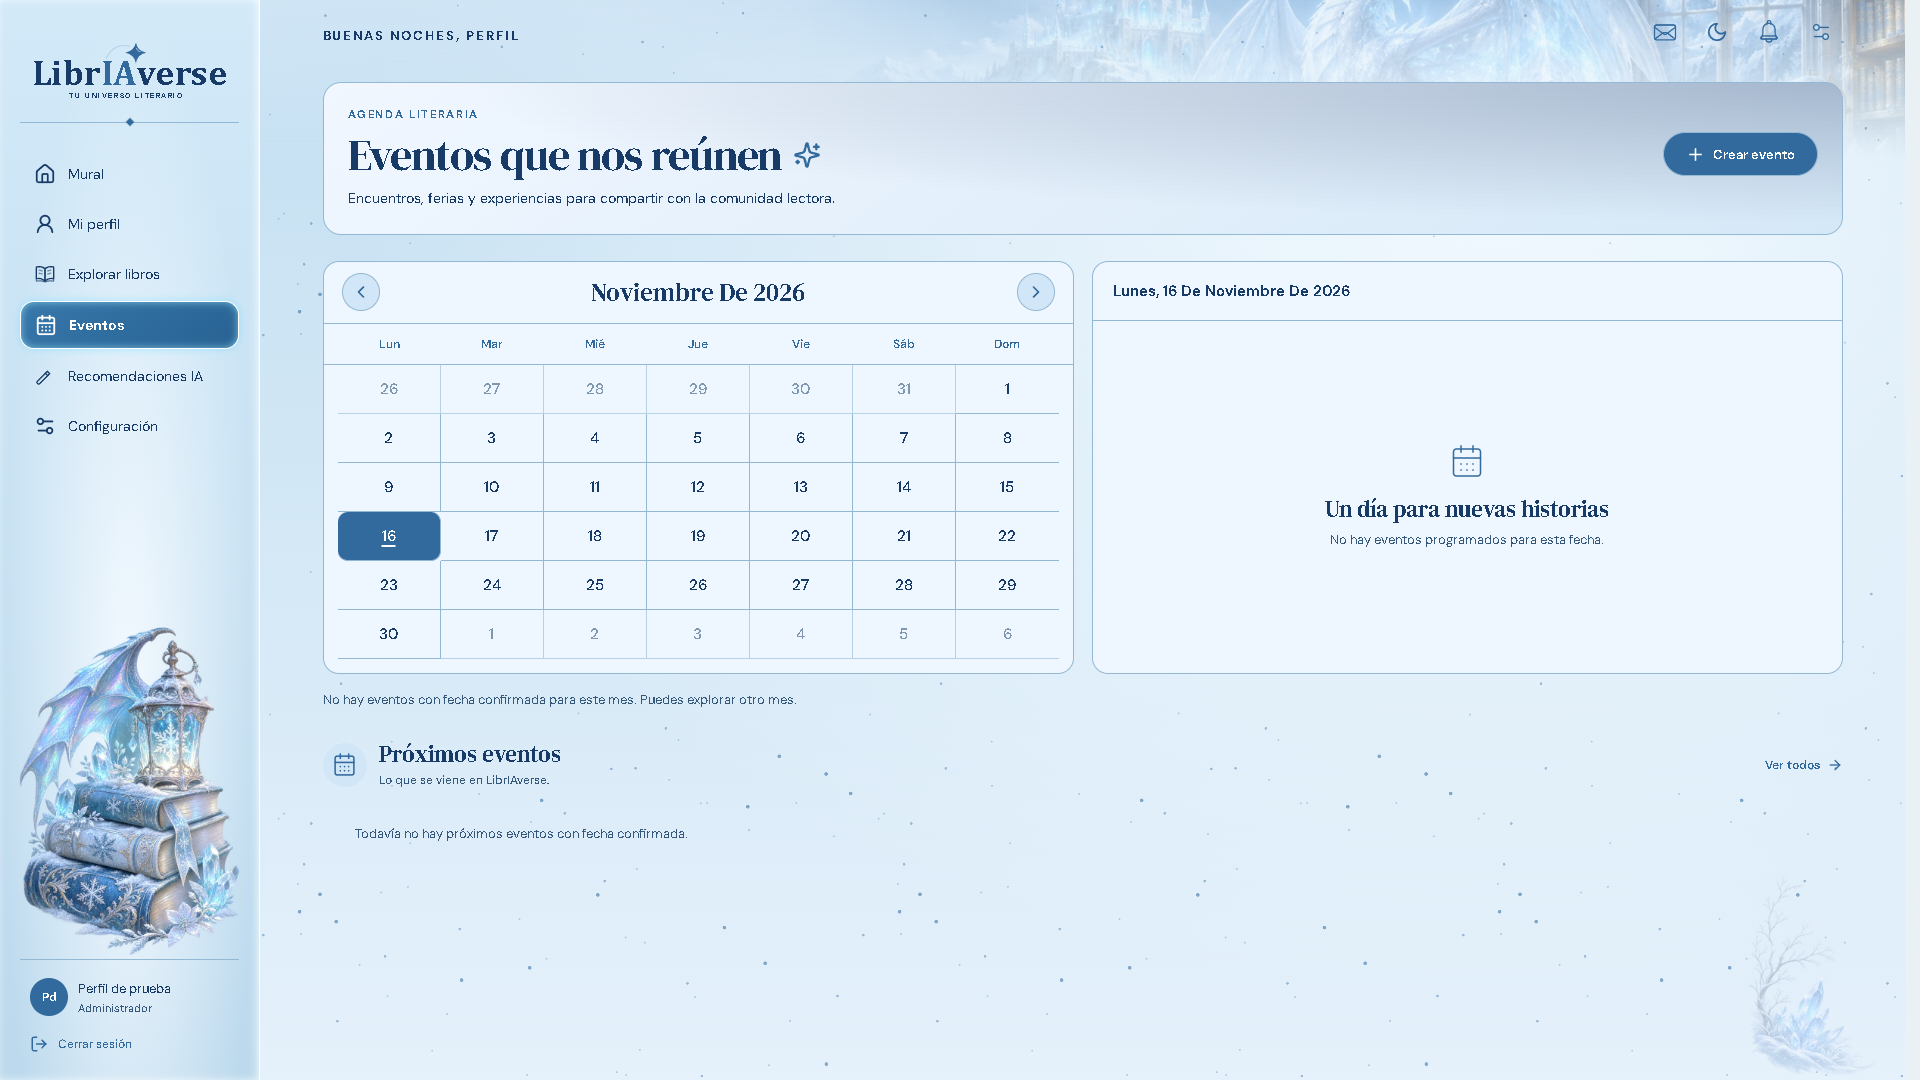 LibrIAverse
TU UNIVERSO LITERARIO
Mural
Mi perfil
Explorar libros
Eventos
Recomendaciones IA
Configuración
Pd
Perfil de prueba
Administrador
Cerrar sesión
BUENAS NOCHES, PERFIL
AGENDA LITERARIA
Eventos que nos reúnen
Encuentros, ferias y experiencias para compartir con la comunidad lectora.
Crear evento
Noviembre De 2026
Lun Mar Mié Jue Vie Sáb Dom
26 27 28 29 30 31 1
2 3 4 5 6 7 8
9 10 11 12 13 14 15
16 17 18 19 20 21 22
23 24 25 26 27 28 29
30 1 2 3 4 5 6
Lunes, 16 De Noviembre De 2026
Un día para nuevas historias
No hay eventos programados para esta fecha.
No hay eventos con fecha confirmada para este mes. Puedes explorar otro mes.
Próximos eventos
Lo que se viene en LibrIAverse.
Ver todos
Todavía no hay próximos eventos con fecha confirmada.